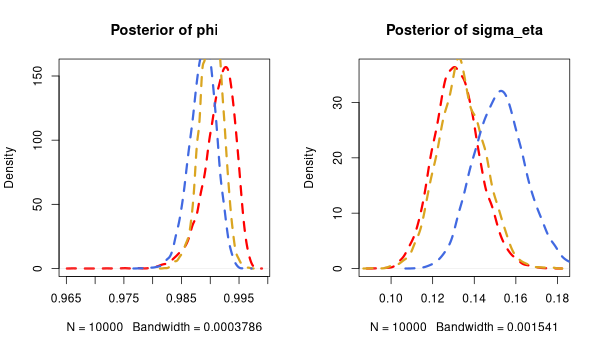 Posterior of phi
Density
0
50
100
150
0.965
0.975
0.985
0.995
N = 10000 Bandwidth = 0.0003786
Posterior of sigma_eta
Density
0
10
20
30
0.10
0.12
0.14
0.16
0.18
N = 10000 Bandwidth = 0.001541